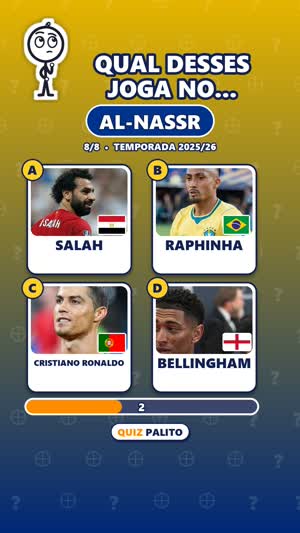 QUAL DESSES
JOGA NO...
AL-NASSR
8/8 • TEMPORADA 2025/26
A
B
SALAH
RAPHINHA
C
D
CRISTIANO RONALDO
BELLINGHAM
2
QUIZ PALITO